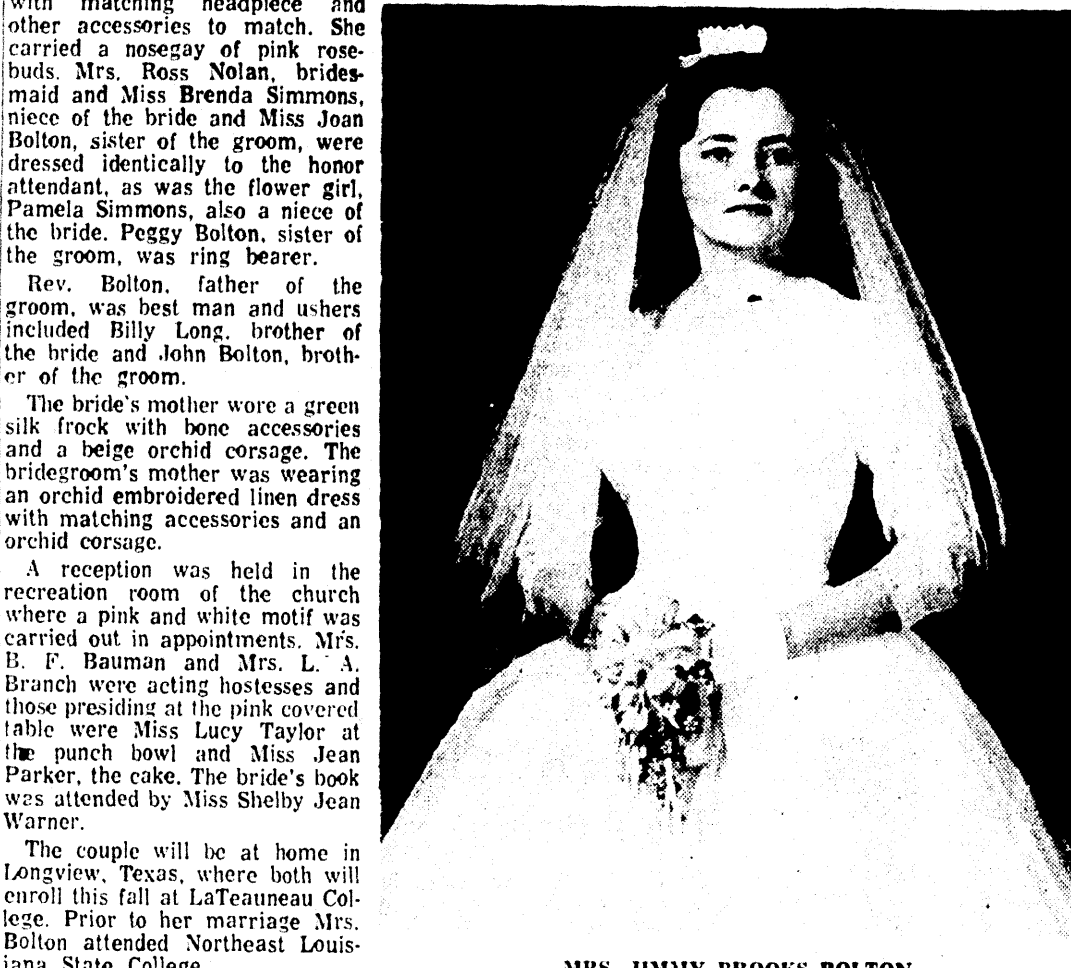 with matching headpiece and
other accessories to match. She
carried a nosegay of pink rose-
buds. Mrs. Ross Nolan, brides-
maid and Miss Brenda Simmons,
niece of the bride and Miss Joan
Bolton, sister of the groom, were
dressed identically to the honor
attendant, as was the flower girl,
Pamela Simmons, also a niece of
the bride. Peggy Bolton, sister of
the groom, was ring bearer.
Rev. Bolton, father of the
groom, was best man and ushers
included Billy Long, brother of
the bride and John Bolton, broth-
er of the groom.
The bride's mother wore a green
silk frock with bone accessories
and a beige orchid corsage. The
bridegroom's mother was wearing
an orchid embroidered linen dress
with matching accessories and an
orchid corsage.
A reception was held in the
recreation room of the church
where a pink and white motif was
carried out in appointments. Mrs.
B. F. Bauman and Mrs. L. A.
Branch were acting hostesses and
those presiding at the pink covered
table were Miss Lucy Taylor at
the punch bowl and Miss Jean
Parker, the cake. The bride's book
was attended by Miss Shelby Jean
Warner.
The couple will be at home in
Longview, Texas, where both will
enroll this fall at LaTeauneau Col-
lege. Prior to her marriage Mrs.
Bolton attended Northeast Louis-
iana State College.
MRS. JIMMY BROOKS BOLTON